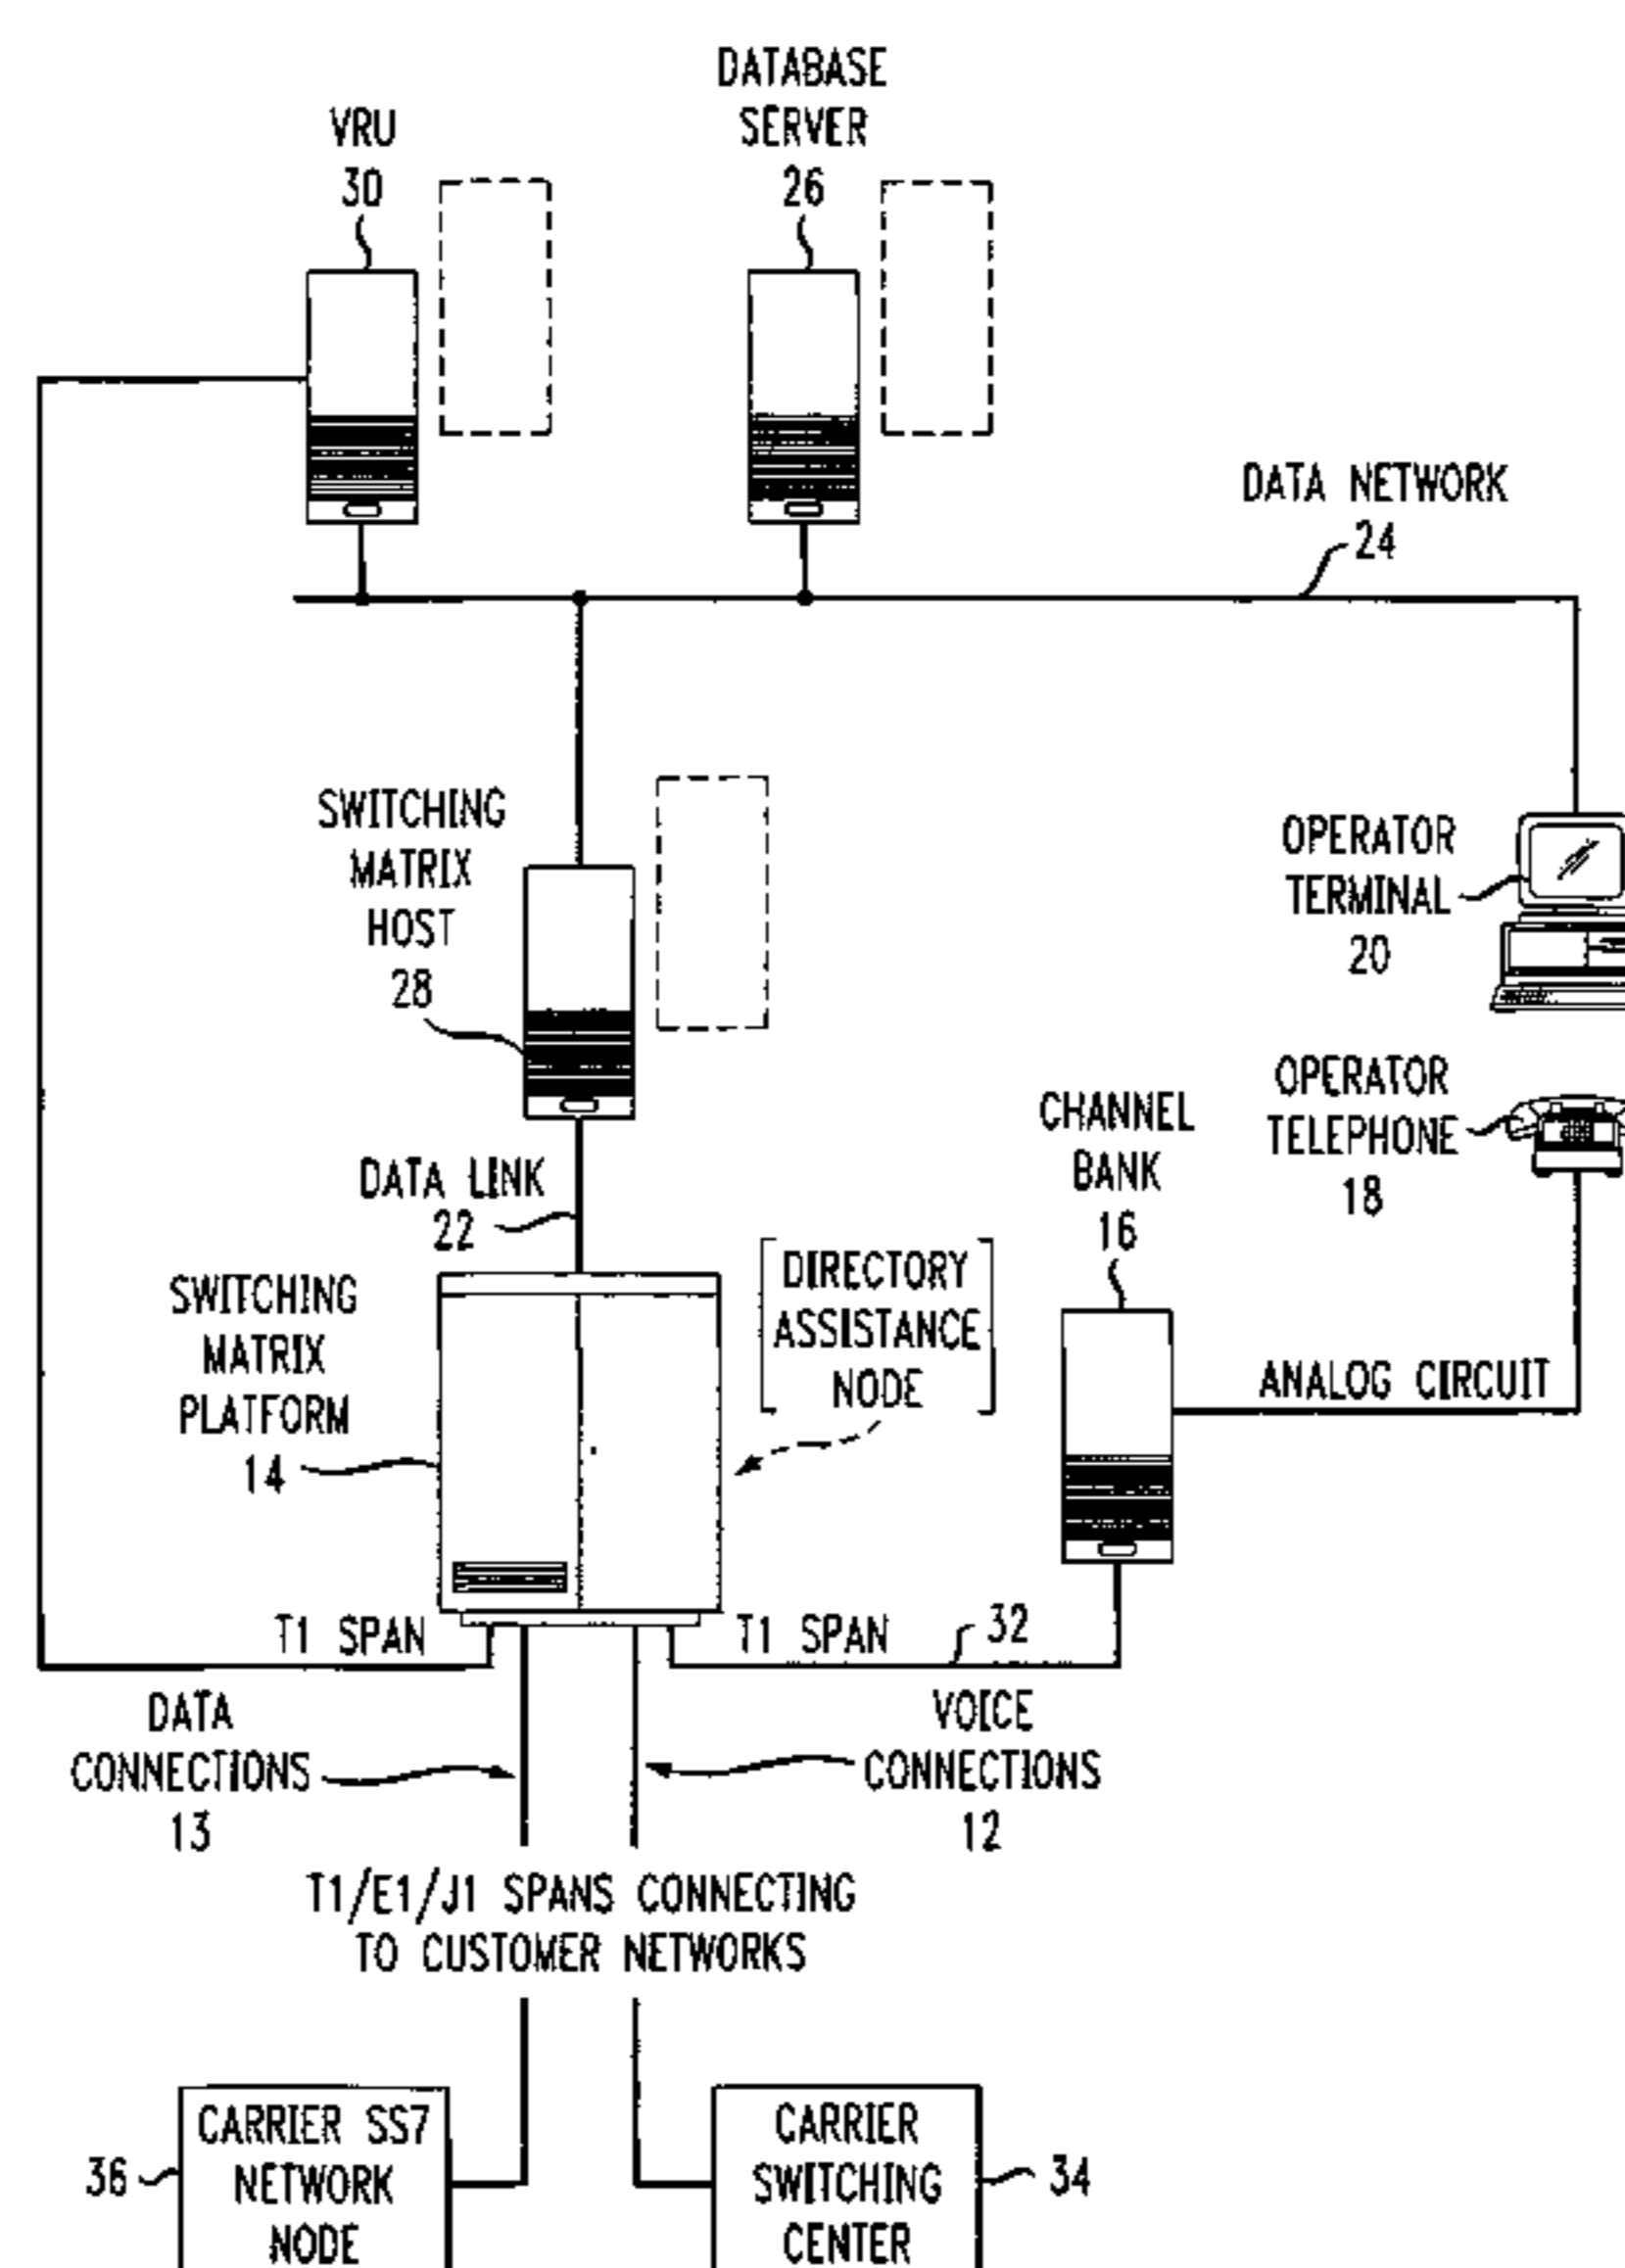 DATABASE
SERVER
26
VRU
30
DATA NETWORK
24
SWITCHING
MATRIX
HOST
28
OPERATOR
TERMINAL
20
OPERATOR
TELEPHONE
18
CHANNEL
BANK
16
DATA LINK
22
DIRECTORY
ASSISTANCE
NODE
SWITCHING
MATRIX
PLATFORM
14
ANALOG CIRCUIT
T1 SPAN
T1 SPAN
32
DATA
CONNECTIONS
13
VOICE
CONNECTIONS
12
T1/E1/J1 SPANS CONNECTING
TO CUSTOMER NETWORKS
CARRIER SS7
NETWORK
NODE
36
CARRIER
SWITCHING
CENTER
34